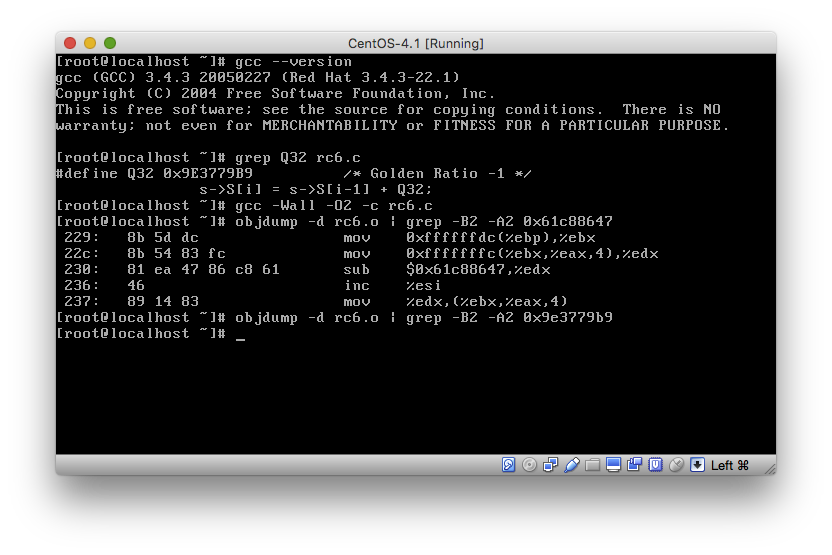 CentOS-4.1 [Running]
[root@localhost ~]# gcc --version
gcc (GCC) 3.4.3 20050227 (Red Hat 3.4.3-22.1)
Copyright (C) 2004 Free Software Foundation, Inc.
This is free software; see the source for copying conditions.  There is NO
warranty; not even for MERCHANTABILITY or FITNESS FOR A PARTICULAR PURPOSE.
[root@localhost ~]# grep Q32 rc6.c
#define Q32 0x9E3779B9          /* Golden Ratio -1 */
                s->S[i] = s->S[i-1] + Q32;
[root@localhost ~]# gcc -Wall -O2 -c rc6.c
[root@localhost ~]# objdump -d rc6.o | grep -B2 -A2 0x61c88647
 229:   8b 5d dc                mov    0xffffffdc(%ebp),%ebx
 22c:   8b 54 83 fc             mov    0xfffffffc(%ebx,%eax,4),%edx
 230:   81 ea 47 86 c8 61       sub    $0x61c88647,%edx
 236:   46                      inc    %esi
 237:   89 14 83                mov    %edx,(%ebx,%eax,4)
[root@localhost ~]# objdump -d rc6.o | grep -B2 -A2 0x9e3779b9
[root@localhost ~]# _
Left ⌘